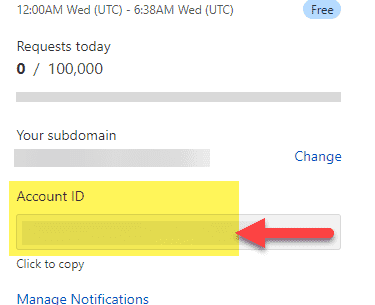 12:00AM Wed (UTC) - 6:38AM Wed (UTC) Free
Requests today
0 / 100,000
Your subdomain
Change
Account ID
Click to copy
Manage Notifications